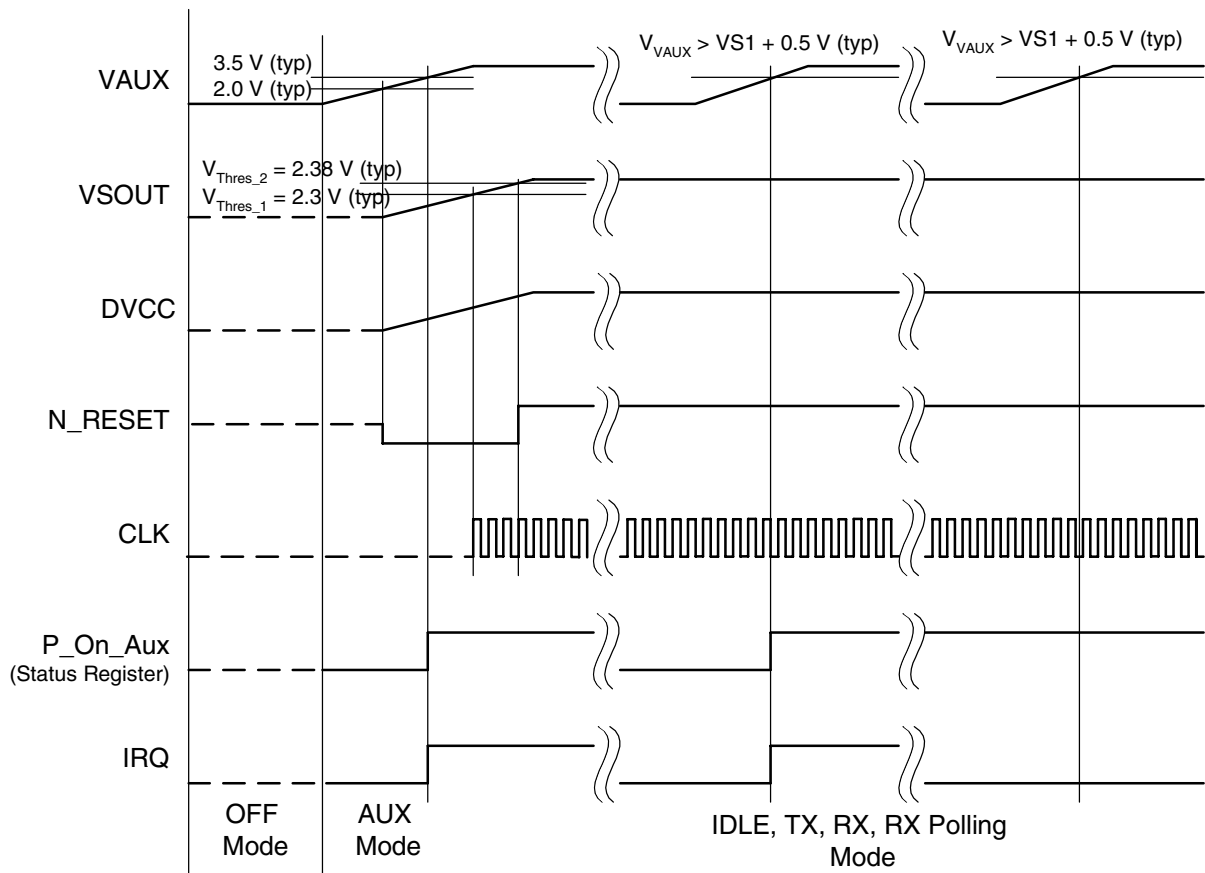 V_VAUX > VS1 + 0.5 V (typ)
V_VAUX > VS1 + 0.5 V (typ)
3.5 V (typ)
VAUX
2.0 V (typ)
V_Thres_2 = 2.38 V (typ)
VSOUT
V_Thres_1 = 2.3 V (typ)
DVCC
N_RESET
CLK
P_On_Aux
(Status Register)
IRQ
OFF
Mode
AUX
Mode
IDLE, TX, RX, RX Polling
Mode